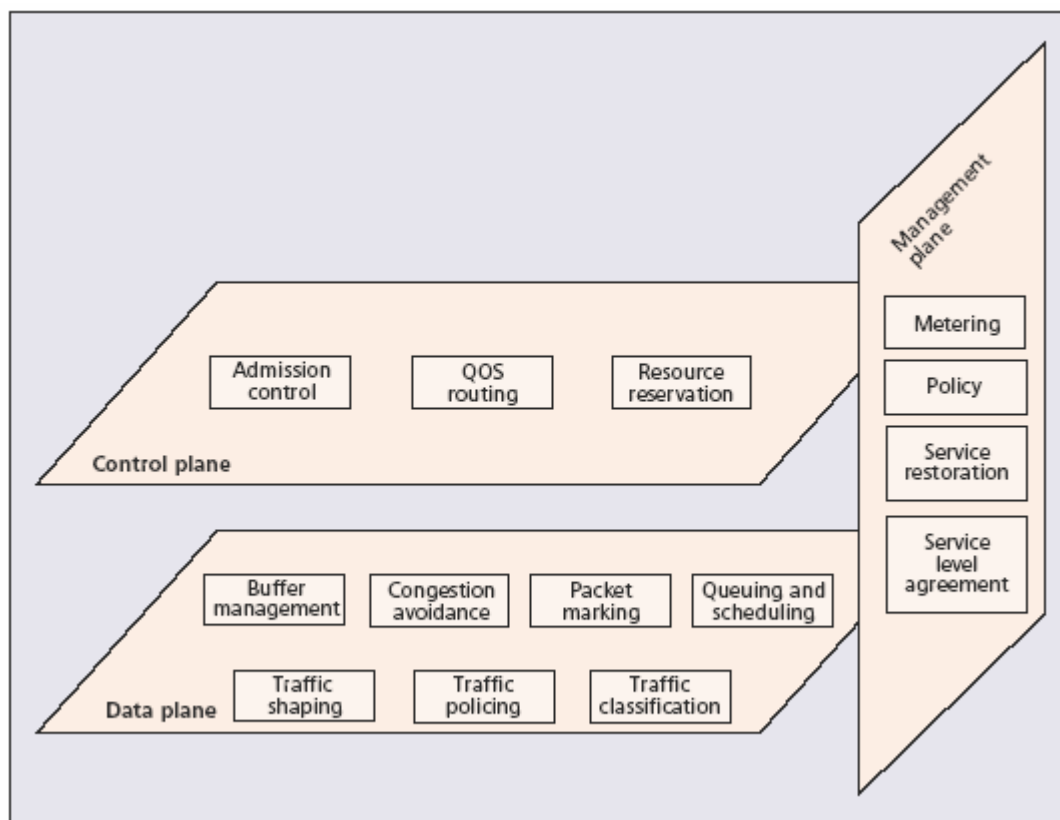 Management
plane
Metering
Policy
Service
restoration
Service
level
agreement
Admission
control
QOS
routing
Resource
reservation
Control plane
Buffer
management
Congestion
avoidance
Packet
marking
Queuing and
scheduling
Traffic
shaping
Traffic
policing
Traffic
classification
Data plane